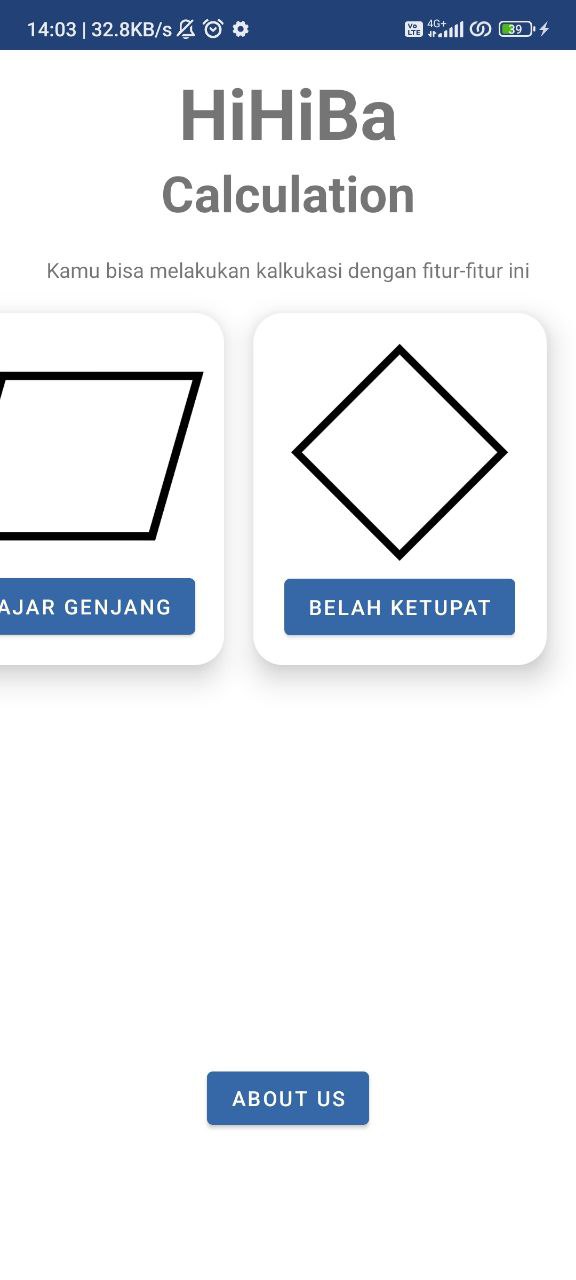 14:03 | 32.8KB/s
Vo LTE 4G+ 39
HiHiBa
Calculation
Kamu bisa melakukan kalkukasi dengan fitur-fitur ini
AJAR GENJANG
BELAH KETUPAT
ABOUT US